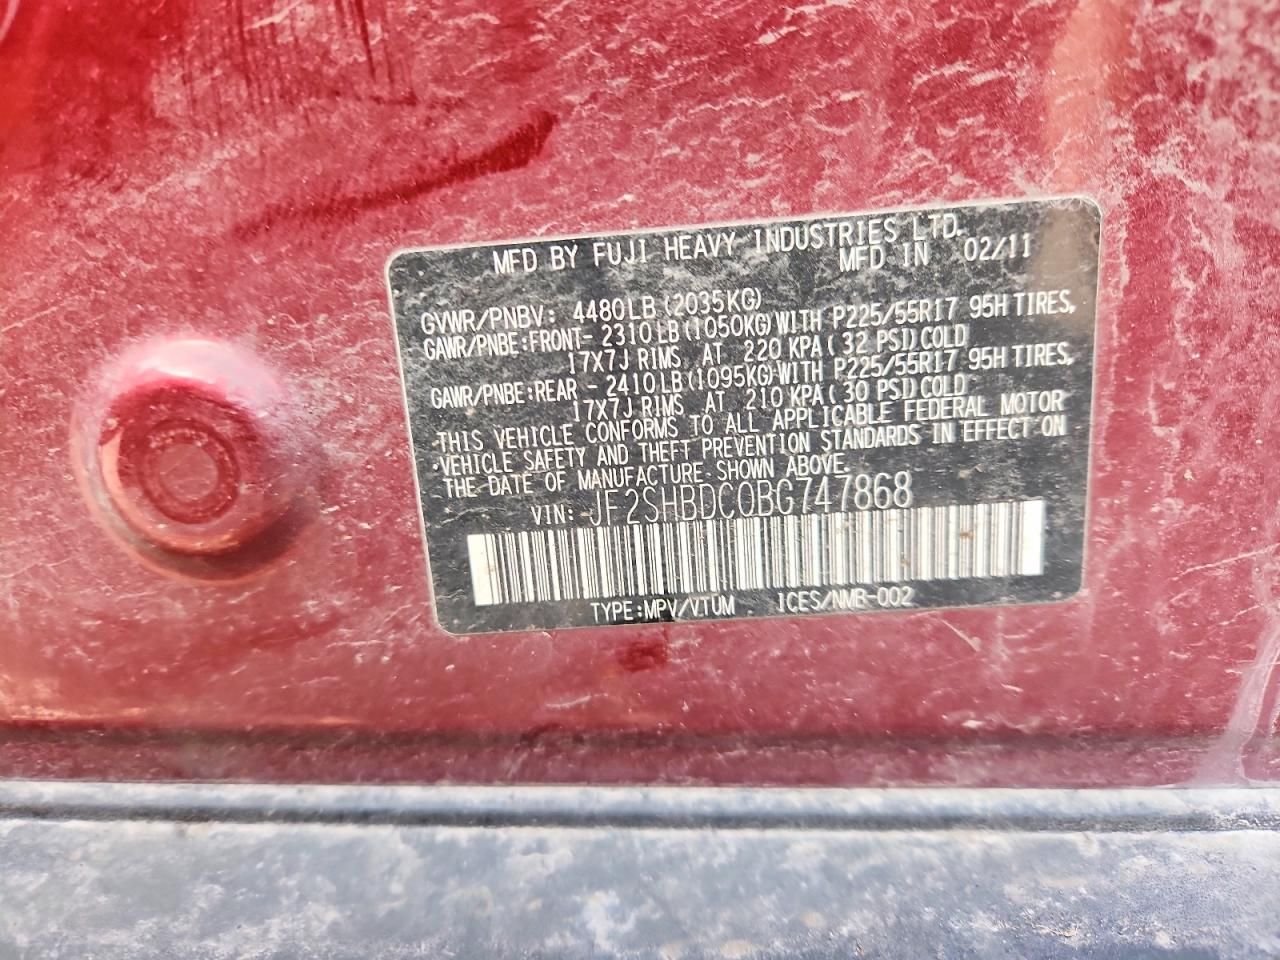 MFD BY FUJI HEAVY INDUSTRIES LTD.
MFD IN 02/11
GVWR/PNBV: 4480LB(2035KG)
GAWR/PNBE:FRONT- 2310LB(1050KG)WITH P225/55R17 95H TIRES,
17X7J RIMS AT 220 KPA( 32 PSI)COLD
GAWR/PNBE:REAR - 2410LB(1095KG)WITH P225/55R17 95H TIRES,
17X7J RIMS AT 210 KPA( 30 PSI)COLD
·THIS VEHICLE CONFORMS TO ALL APPLICABLE FEDERAL MOTOR
·VEHICLE SAFETY AND THEFT PREVENTION STANDARDS IN EFFECT ON
THE DATE OF MANUFACTURE SHOWN ABOVE.
VIN: JF2SHBDC0BG747868
TYPE:MPV/VTUM ICES/NMB-002